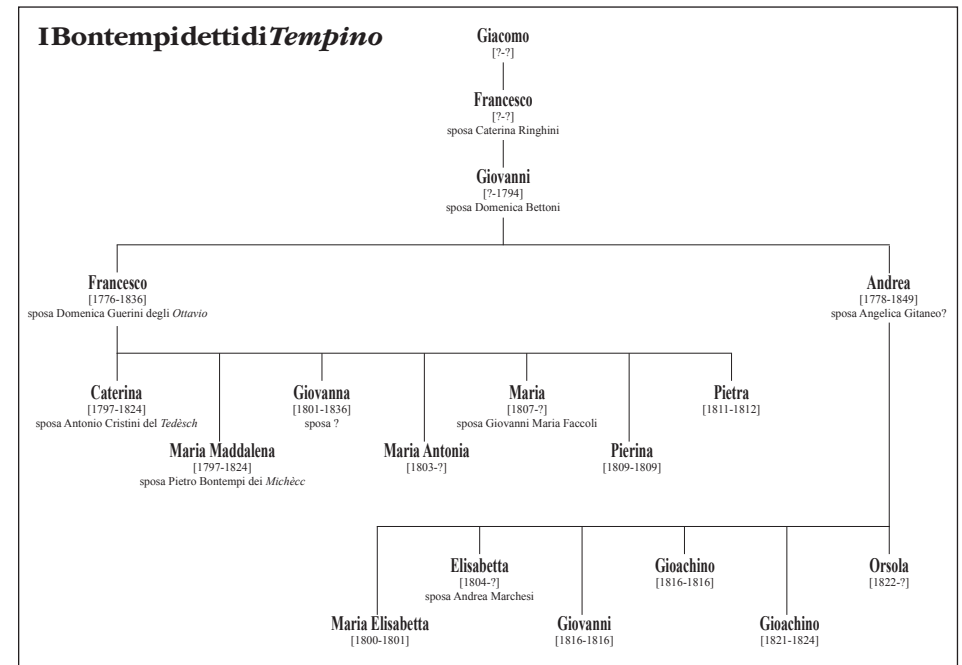 I Bontempi detti di Tempino
Giacomo
[?-?]
Francesco
[?-?]
sposa Caterina Ringhini
Giovanni
[?-1794]
sposa Domenica Bettoni
Francesco
[1776-1836]
sposa Domenica Guerini degli Ottavio
Andrea
[1778-1849]
sposa Angelica Gitaneo?
Caterina
[1797-1824]
sposa Antonio Cristini del Tedèsch
Maria Maddalena
[1797-1824]
sposa Pietro Bontempi dei Michècc
Giovanna
[1801-1836]
sposa ?
Maria Antonia
[1803-?]
Maria
[1807-?]
sposa Giovanni Maria Faccoli
Pierina
[1809-1809]
Pietra
[1811-1812]
Maria Elisabetta
[1800-1801]
Elisabetta
[1804-?]
sposa Andrea Marchesi
Giovanni
[1816-1816]
Gioachino
[1816-1816]
Gioachino
[1821-1824]
Orsola
[1822-?]